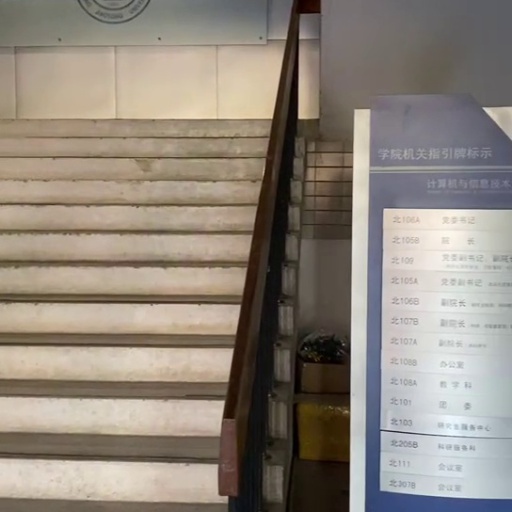 学院机关指引牌标示
计算机与信息技术
北106A 党委书记
北105B 院 长
北109 党委副书记、副院长
北105A 党委副书记
北106B 副院长
北107B 副院长
北107A 副院长
北108B 办公室
北108A 教学科
北101 团 委
北103 研究生服务中心
北205B 科研服务科
北111 会议室
北307B 会议室